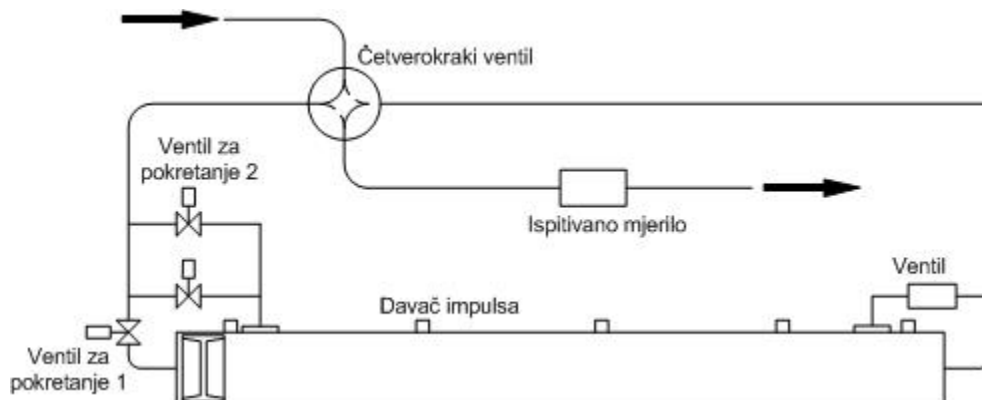 Četverokraki ventil
Ventil za
pokretanje 2
Ispitivano mjerilo
Ventil
Davač impulsa
Ventil za
pokretanje 1